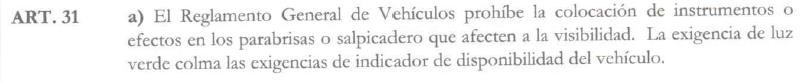 ART. 31 a) El Reglamento General de Vehículos prohíbe la colocación de instrumentos o
efectos en los parabrisas o salpicadero que afecten a la visibilidad. La exigencia de luz
verde colma las exigencias de indicador de disponibilidad del vehículo.